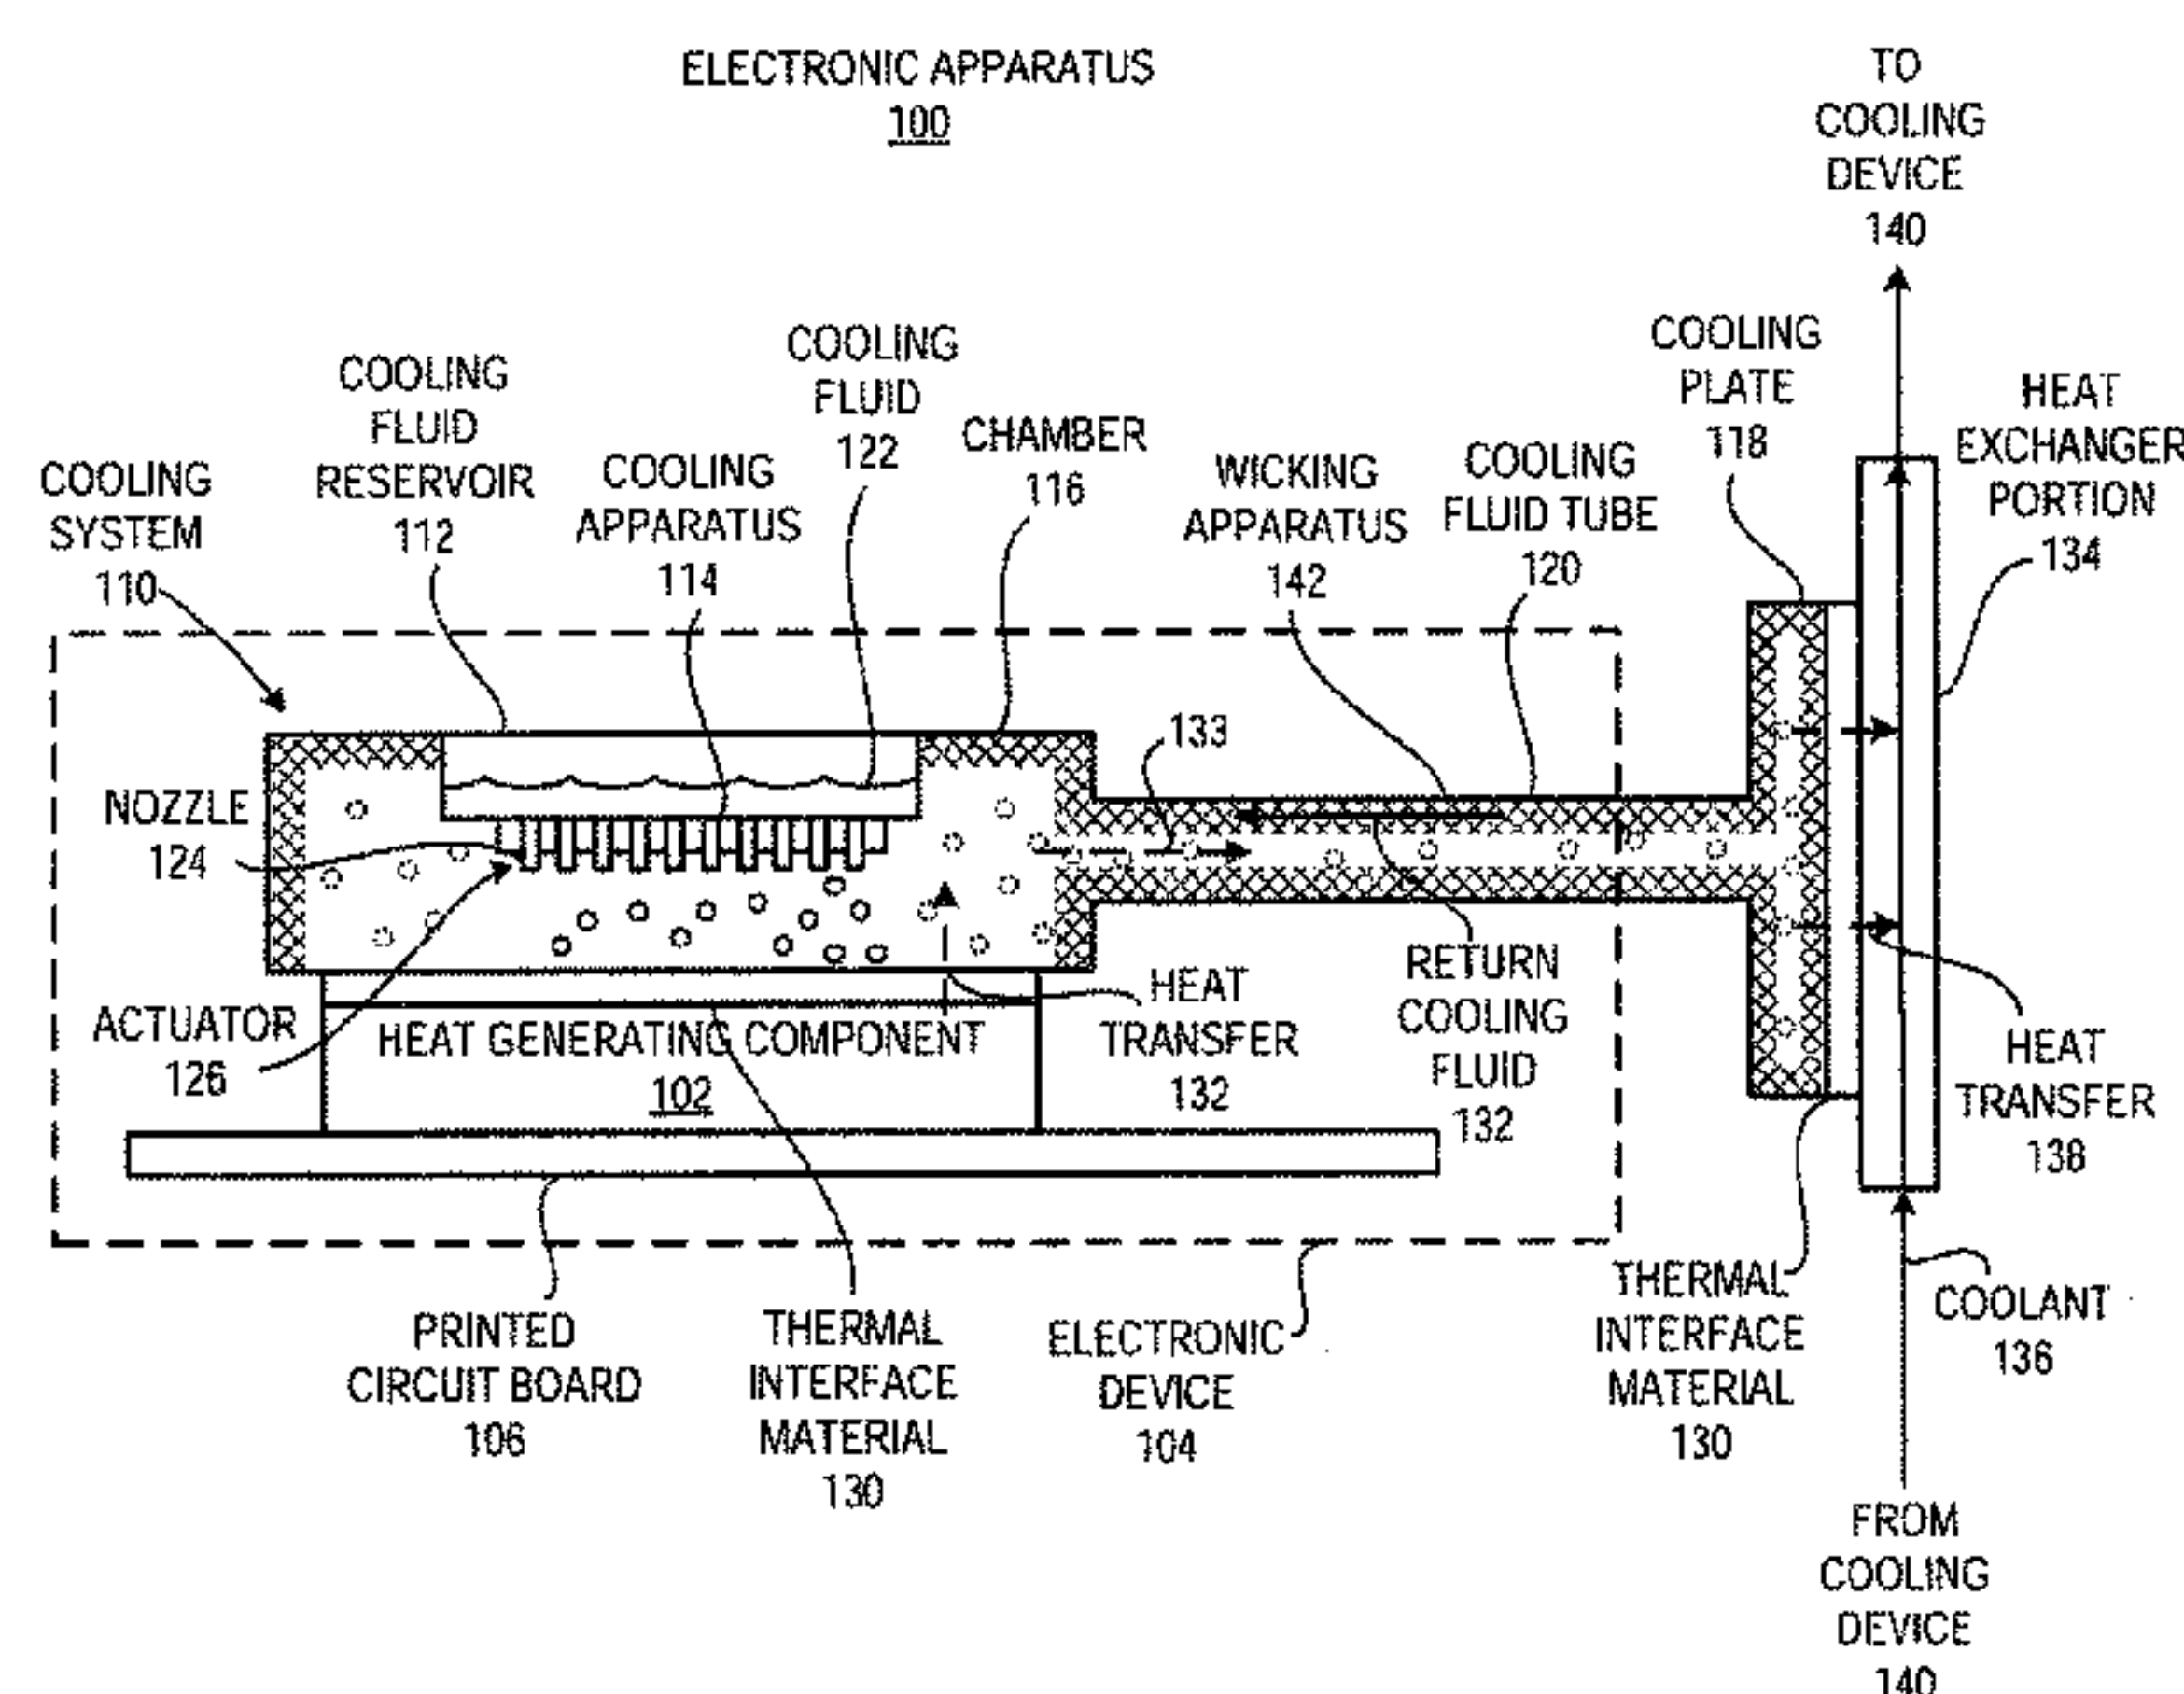 ELECTRONIC APPARATUS
100
TO
COOLING
DEVICE
140
COOLING
SYSTEM
110
COOLING
FLUID
RESERVOIR
112
COOLING
APPARATUS
114
COOLING
FLUID
122
CHAMBER
116
WICKING
APPARATUS
142
COOLING
FLUID TUBE
120
COOLING
PLATE
118
HEAT
EXCHANGER
PORTION
134
133
NOZZLE
124
ACTUATOR
126
HEAT GENERATING COMPONENT
102
HEAT
TRANSFER
132
RETURN
COOLING
FLUID
132
HEAT
TRANSFER
138
PRINTED
CIRCUIT BOARD
106
THERMAL
INTERFACE
MATERIAL
130
ELECTRONIC
DEVICE
104
THERMAL
INTERFACE
MATERIAL
130
COOLANT
136
FROM
COOLING
DEVICE
140